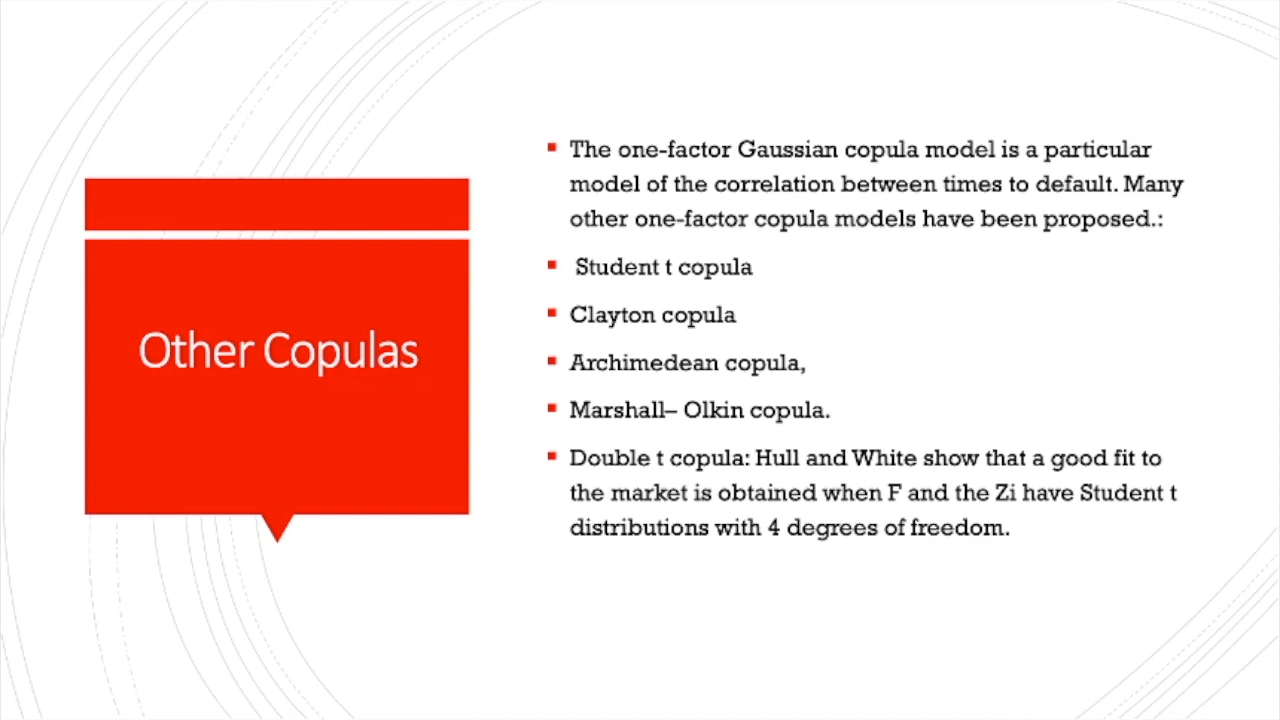 Other Copulas
The one-factor Gaussian copula model is a particular
model of the correlation between times to default. Many
other one-factor copula models have been proposed.:
Student t copula
Clayton copula
Archimedean copula,
Marshall– Olkin copula.
Double t copula: Hull and White show that a good fit to
the market is obtained when F and the Zi have Student t
distributions with 4 degrees of freedom.